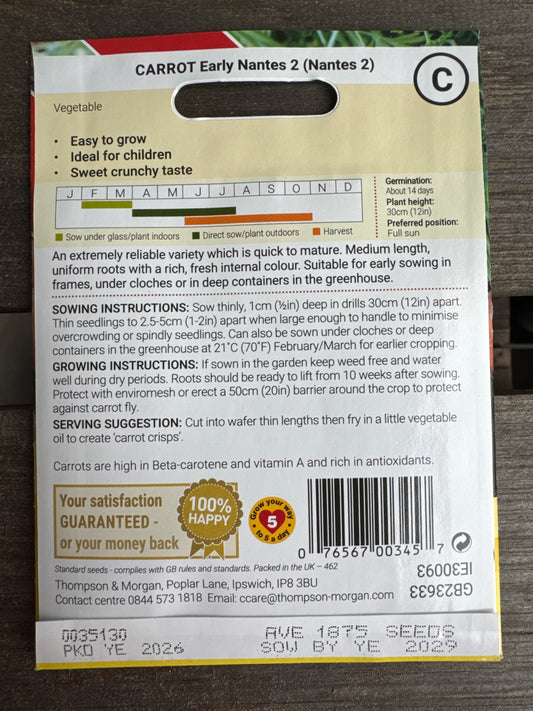 CARROT Early Nantes 2 (Nantes 2)
C
Vegetable
• Easy to grow
• Ideal for children
• Sweet crunchy taste
J F M A M J J A S O N D
Sow under glass/plant indoors Direct sow/plant outdoors Harvest
Germination:
About 14 days
Plant height:
30cm (12in)
Preferred position:
Full sun
An extremely reliable variety which is quick to mature. Medium length,
uniform roots with a rich, fresh internal colour. Suitable for early sowing in
frames, under cloches or in deep containers in the greenhouse.
SOWING INSTRUCTIONS: Sow thinly, 1cm (½in) deep in drills 30cm (12in) apart.
Thin seedlings to 2.5-5cm (1-2in) apart when large enough to handle to minimise
overcrowding or spindly seedlings. Can also be sown under cloches or deep
containers in the greenhouse at 21˚C (70˚F) February/March for earlier cropping.
GROWING INSTRUCTIONS: If sown in the garden keep weed free and water
well during dry periods. Roots should be ready to lift from 10 weeks after sowing.
Protect with enviromesh or erect a 50cm (20in) barrier around the crop to protect
against carrot fly.
SERVING SUGGESTION: Cut into wafer thin lengths then fry in a little vegetable
oil to create 'carrot crisps'.
Carrots are high in Beta-carotene and vitamin A and rich in antioxidants.
Your satisfaction
GUARANTEED -
or your money back
100%
HAPPY
Grow your way
5
to 5 a day
0 76567 00345 7
Standard seeds - complies with GB rules and standards. Packed in the UK – 462
Thompson & Morgan, Poplar Lane, Ipswich, IP8 3BU
Contact centre 0844 573 1818 Email: ccare@thompson-morgan.com
GB23633
IE30093
0035130
PKD YE 2026
AVE 1875 SEEDS
SOW BY YE 2029